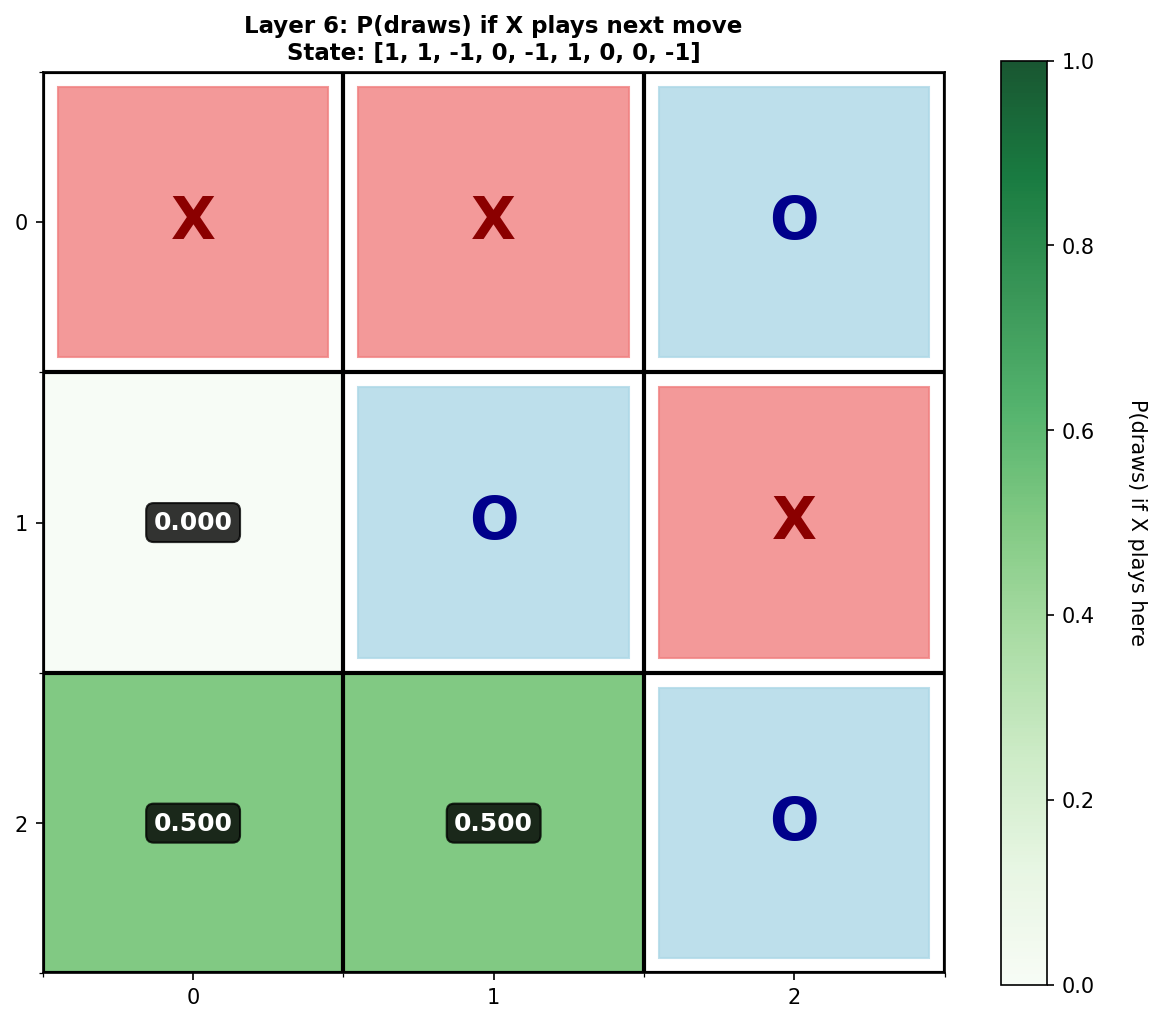 Layer 6: P(draws) if X plays next move
State: [1, 1, -1, 0, -1, 1, 0, 0, -1]
X X O
0.000 O X
0.500 0.500 O
0
1
2
0 1 2
1.0
0.8
0.6
0.4
0.2
0.0
P(draws) if X plays here